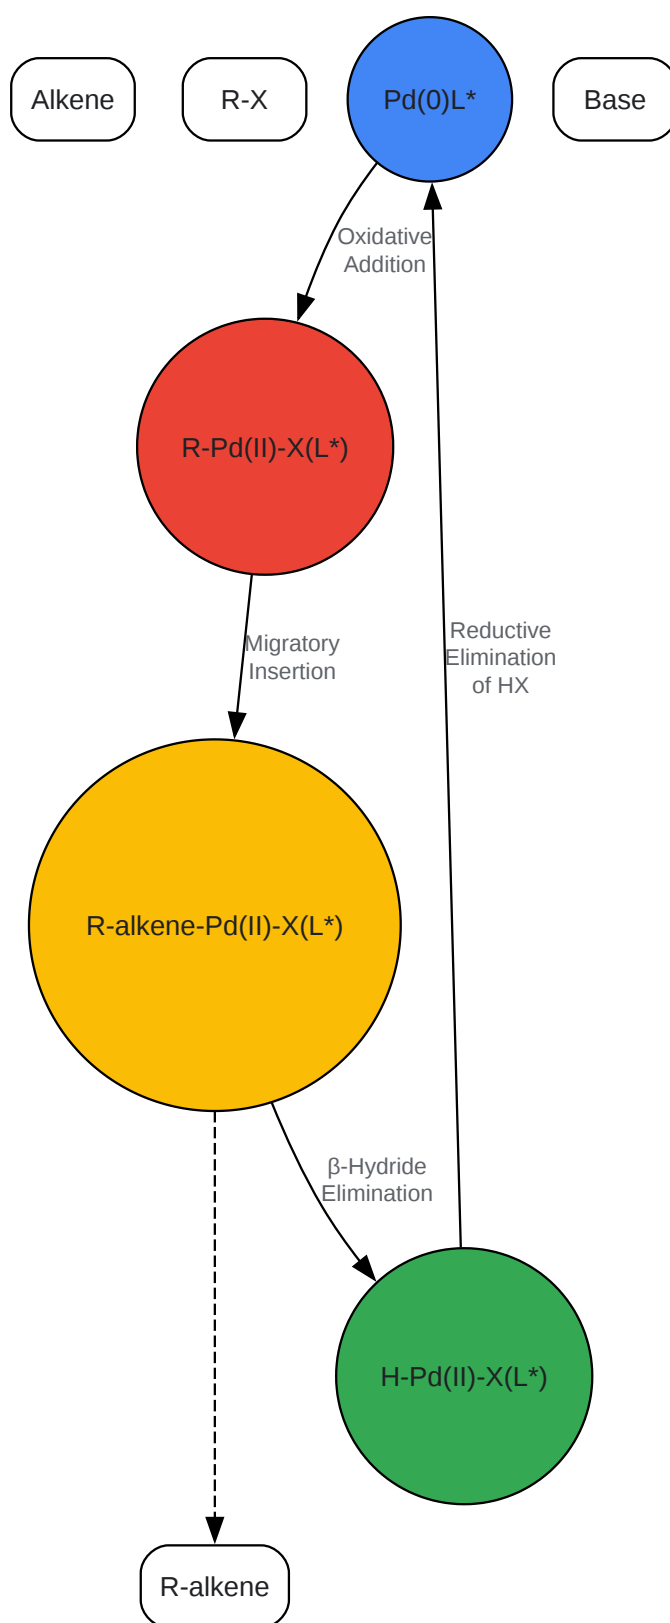 Alkene
R-X
Pd(0)L*
Base
Oxidative
Addition
R-Pd(II)-X(L*)
Migratory
Insertion
Reductive
Elimination
of HX
R-alkene-Pd(II)-X(L*)
β-Hydride
Elimination
H-Pd(II)-X(L*)
R-alkene